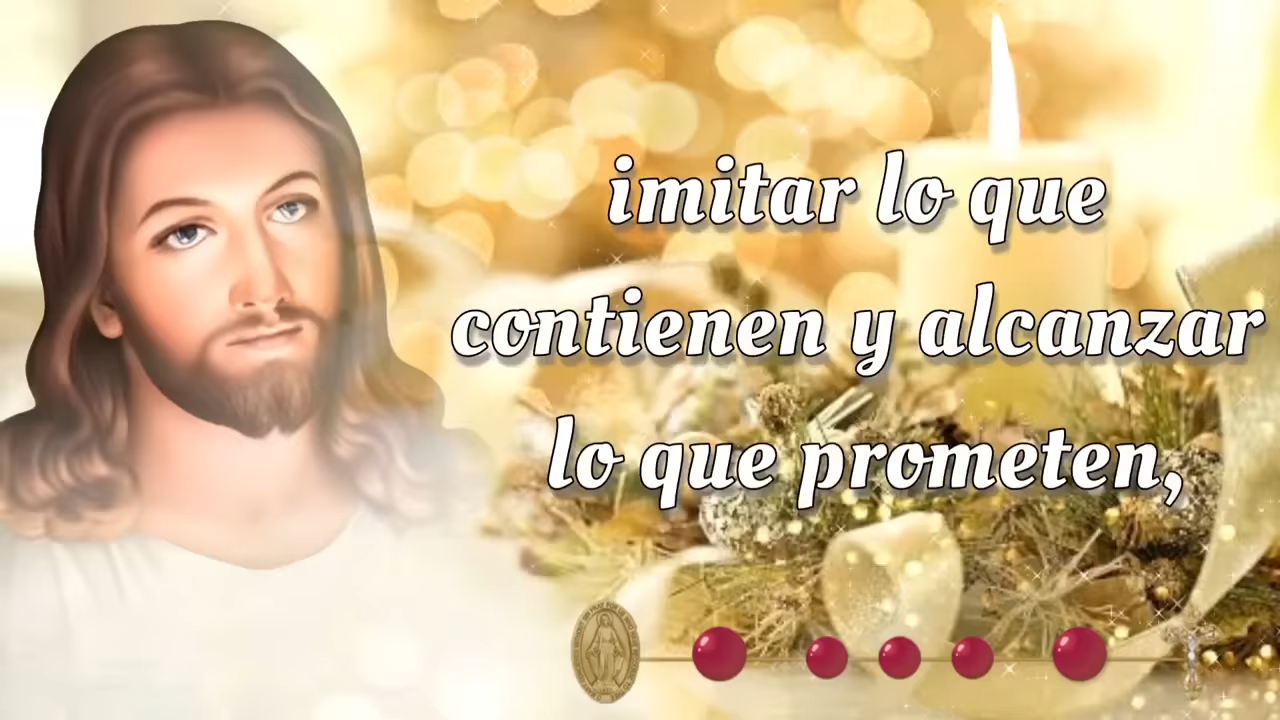 imitar lo que
contienen y alcanzar
lo que prometen,